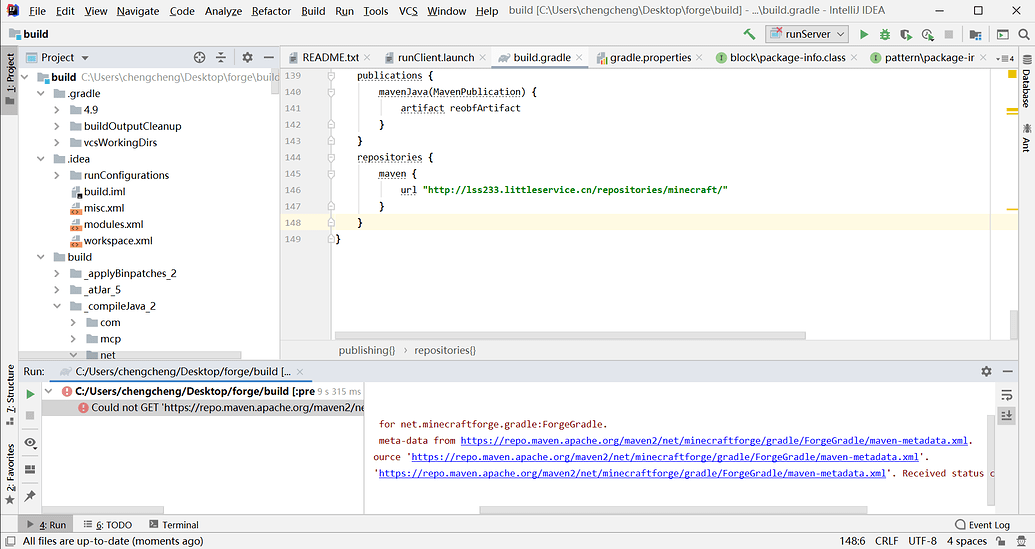 File Edit View Navigate Code Analyze Refactor Build Run Tools VCS Window Help build [C:\Users\chengcheng\Desktop\forge\build] - ...\build.gradle - IntelliJ IDEA
build
runServer
1: Project
Project
README.txt
runClient.launch
build.gradle
gradle.properties
package-info.class
pattern\package-ir
4
build C:\Users\chengcheng\Desktop\forge\build
.gradle
4.9
buildOutputCleanup
vcsWorkingDirs
.idea
runConfigurations
build.iml
misc.xml
modules.xml
workspace.xml
build
_applyBinpatches_2
_atJar_5
_compileJava_2
com
mcp
net
139 publications {
140 mavenJava(MavenPublication) {
141 artifact reobfArtifact
142 }
143 }
144 repositories {
145 maven {
146 url "http://lss233.littleservice.cn/repositories/minecraft/"
147 }
148 }
149 }
publishing{} › repositories{}
Database
Ant
7: Structure
2: Favorites
Run: C:/Users/chengcheng/Desktop/forge/build [...
C:/Users/chengcheng/Desktop/forge/build [:pre 9 s 315 ms
Could not GET 'https://repo.maven.apache.org/maven2/ne
for net.minecraftforge.gradle:ForgeGradle.
meta-data from https://repo.maven.apache.org/maven2/net/minecraftforge/gradle/ForgeGradle/maven-metadata.xml.
ource 'https://repo.maven.apache.org/maven2/net/minecraftforge/gradle/ForgeGradle/maven-metadata.xml'.
'https://repo.maven.apache.org/maven2/net/minecraftforge/gradle/ForgeGradle/maven-metadata.xml'. Received status c
4: Run 6: TODO Terminal Event Log
All files are up-to-date (moments ago) 148:6 CRLF UTF-8 4 spaces